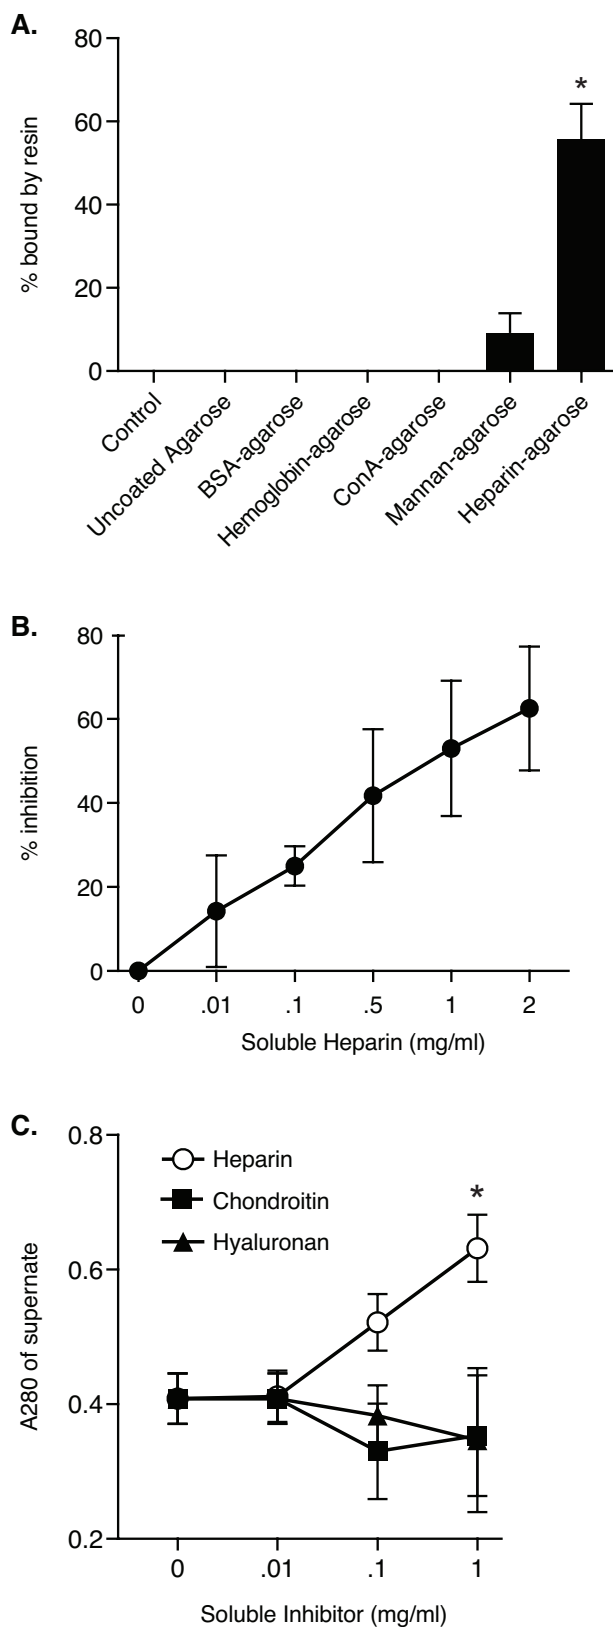 A.
80
60
40
20
0
% bound by resin
*
Control
Uncoated Agarose
BSA-agarose
Hemoglobin-agarose
ConA-agarose
Mannan-agarose
Heparin-agarose
B.
80
60
40
20
0
% inhibition
0 .01 .1 .5 1 2
Soluble Heparin (mg/ml)
C.
0.8
0.6
0.4
0.2
A280 of supernate
Heparin
Chondroitin
Hyaluronan
*
0 .01 .1 1
Soluble Inhibitor (mg/ml)